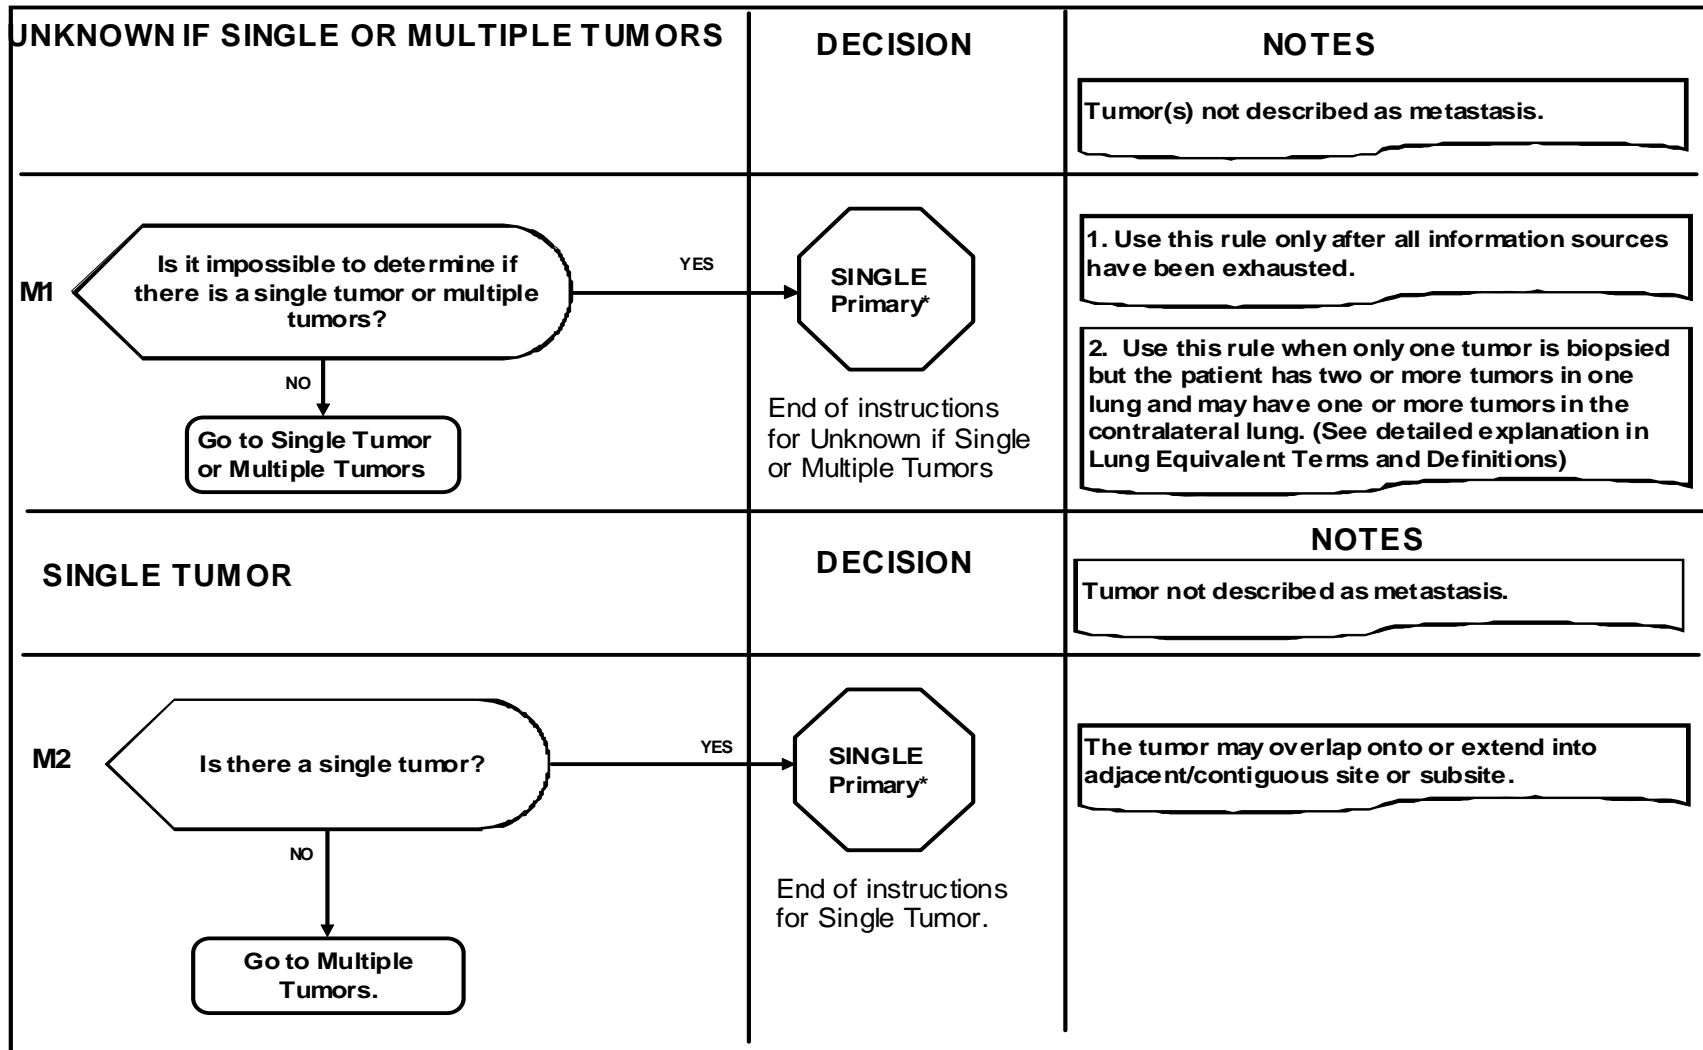 UNKNOWN IF SINGLE OR MULTIPLE TUMORS
DECISION
NOTES
Tumor(s) not described as metastasis.
M1
Is it impossible to determine if
there is a single tumor or multiple
tumors?
YES
NO
Go to Single Tumor
or Multiple Tumors
SINGLE
Primary*
End of instructions
for Unknown if Single
or Multiple Tumors
1. Use this rule only after all information sources
have been exhausted.
2. Use this rule when only one tumor is biopsied
but the patient has two or more tumors in one
lung and may have one or more tumors in the
contralateral lung. (See detailed explanation in
Lung Equivalent Terms and Definitions)
SINGLE TUMOR
DECISION
NOTES
Tumor not described as metastasis.
M2
Is there a single tumor?
YES
NO
Go to Multiple
Tumors.
SINGLE
Primary*
End of instructions
for Single Tumor.
The tumor may overlap onto or extend into
adjacent/contiguous site or subsite.